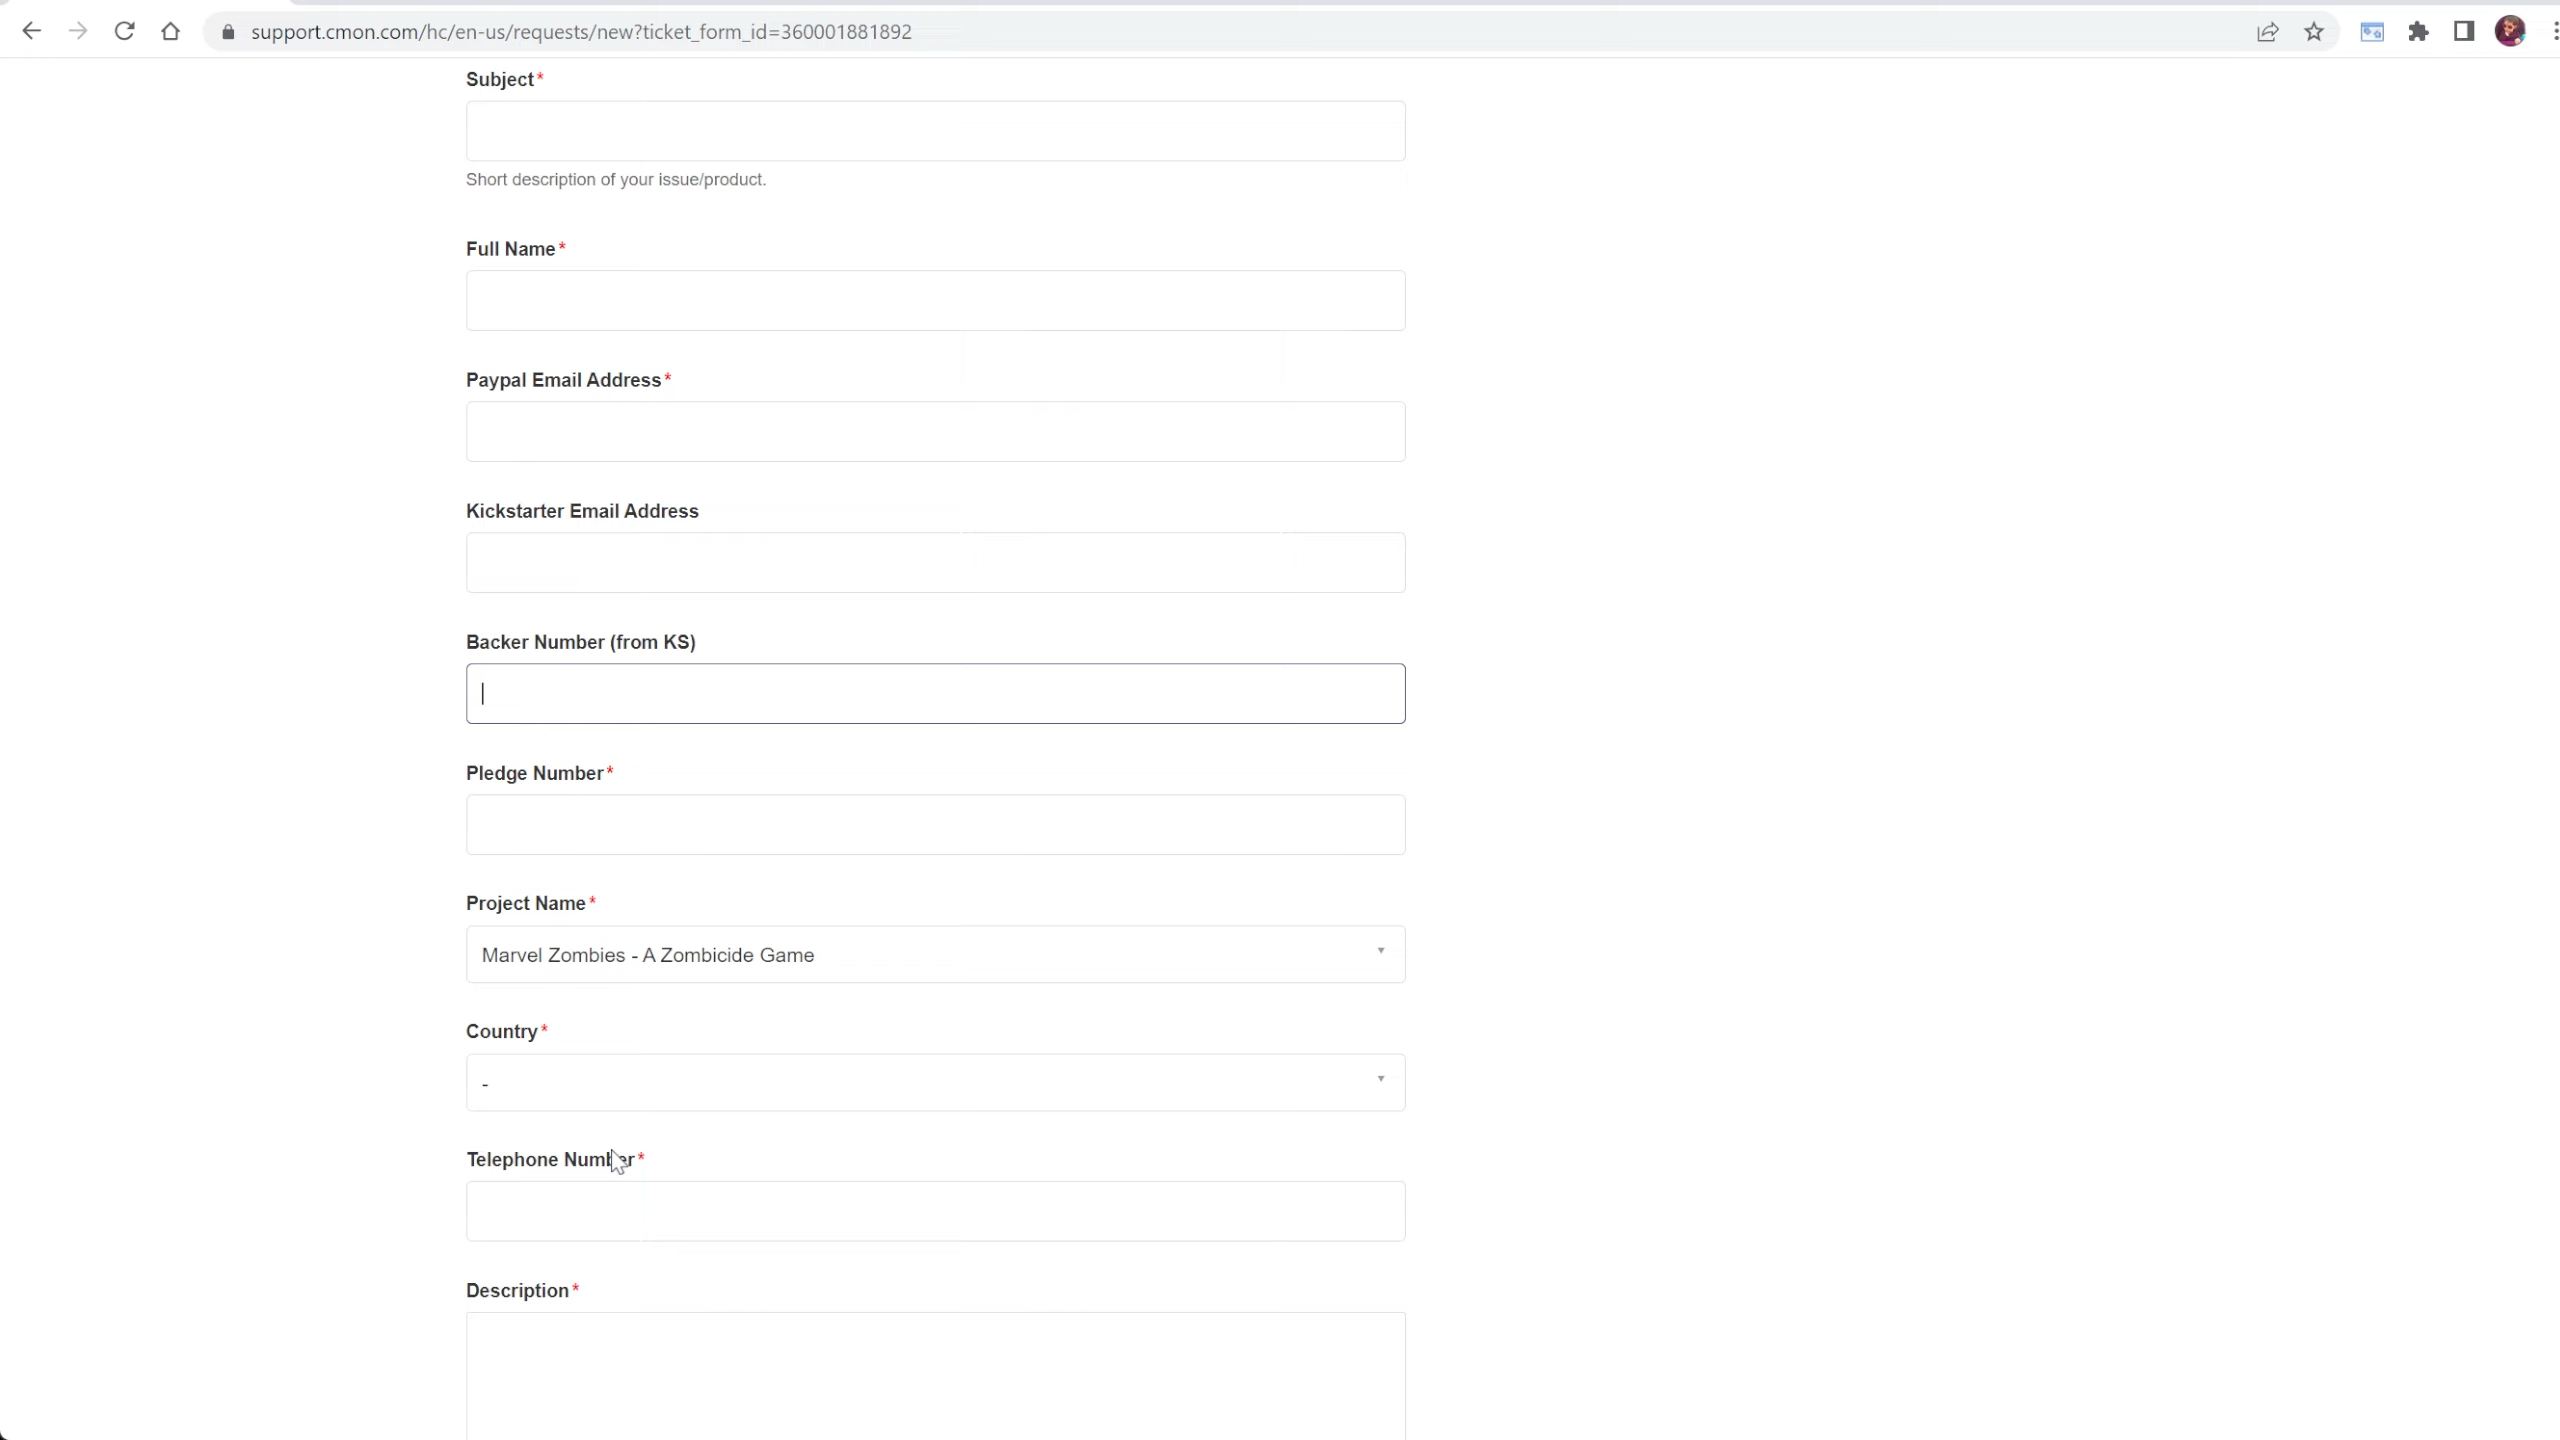 support.cmon.com/hc/en-us/requests/new?ticket_form_id=360001881892
Subject*
Short description of your issue/product.
Full Name*
Paypal Email Address*
Kickstarter Email Address
Backer Number (from KS)
Pledge Number*
Project Name*
Marvel Zombies - A Zombicide Game
Country*
-
Telephone Number*
Description*